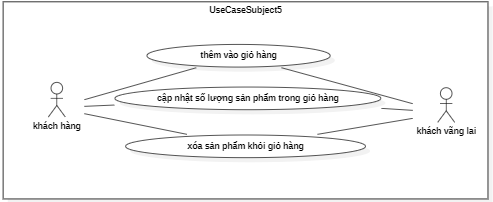 UseCaseSubject5
thêm vào giỏ hàng
cập nhật số lượng sản phẩm trong giỏ hàng
khách hàng
khách vãng lai
xóa sản phẩm khỏi giỏ hàng